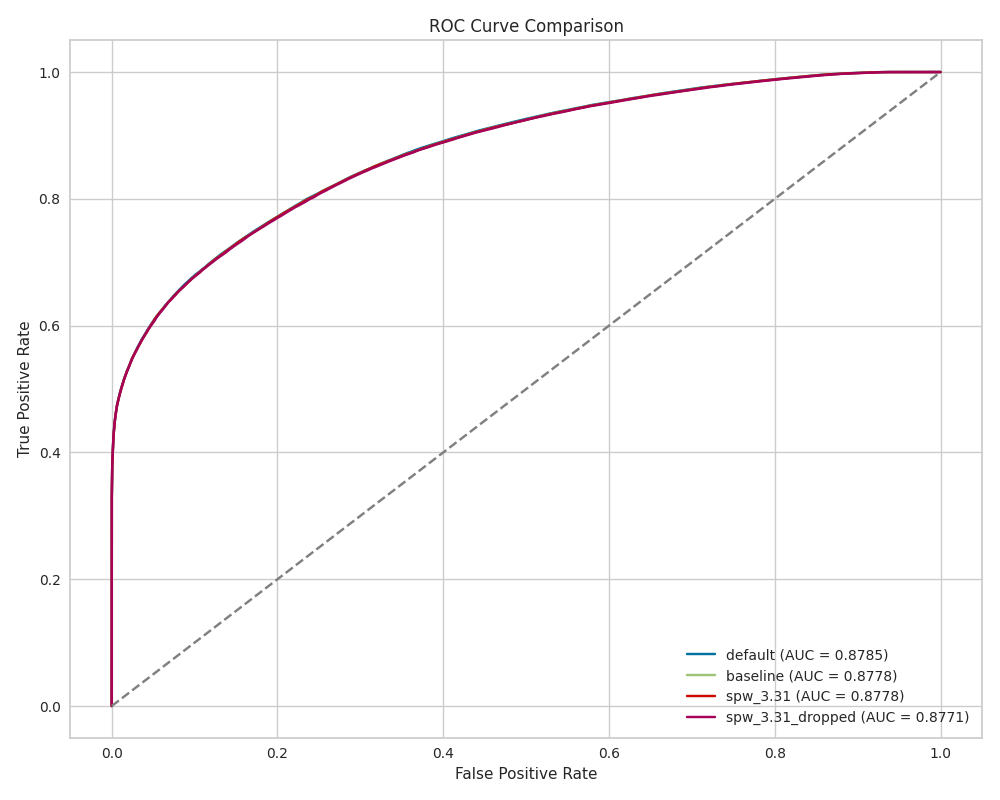 ROC Curve Comparison
True Positive Rate
1.0
0.8
0.6
0.4
0.2
0.0
0.0
0.2
0.4
0.6
0.8
1.0
False Positive Rate
default (AUC = 0.8785)
baseline (AUC = 0.8778)
spw_3.31 (AUC = 0.8778)
spw_3.31_dropped (AUC = 0.8771)